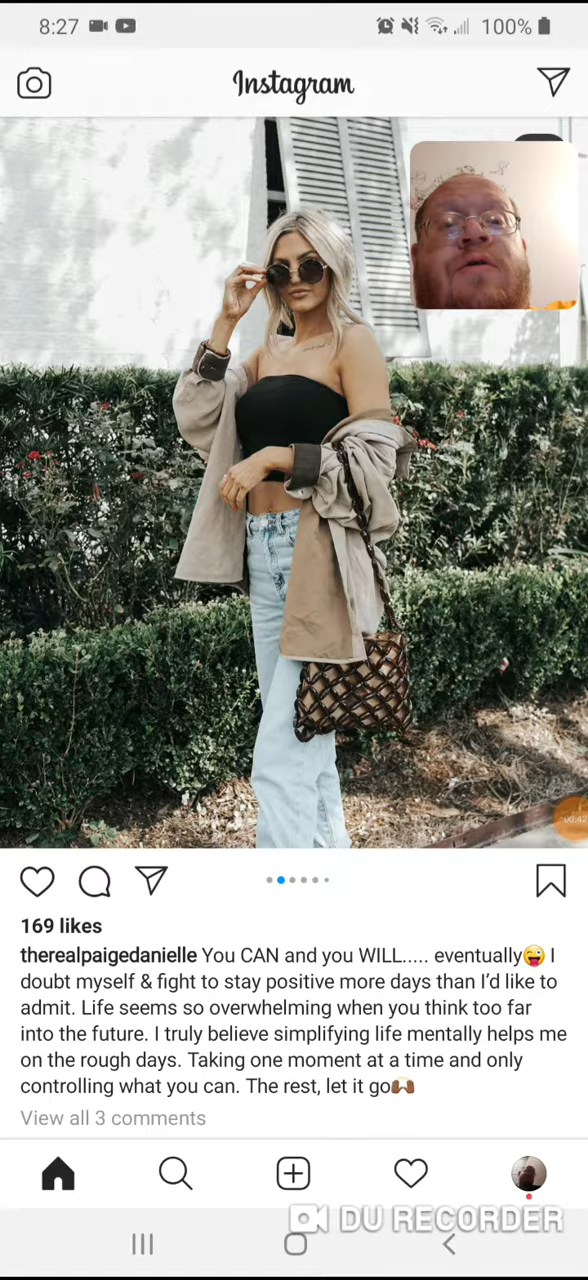 8:27
100%
Instagram
00:42
169 likes
therealpaigedanielle You CAN and you WILL..... eventually😜 I
doubt myself & fight to stay positive more days than I'd like to
admit. Life seems so overwhelming when you think too far
into the future. I truly believe simplifying life mentally helps me
on the rough days. Taking one moment at a time and only
controlling what you can. The rest, let it go🙌🏾
View all 3 comments
DU RECORDER